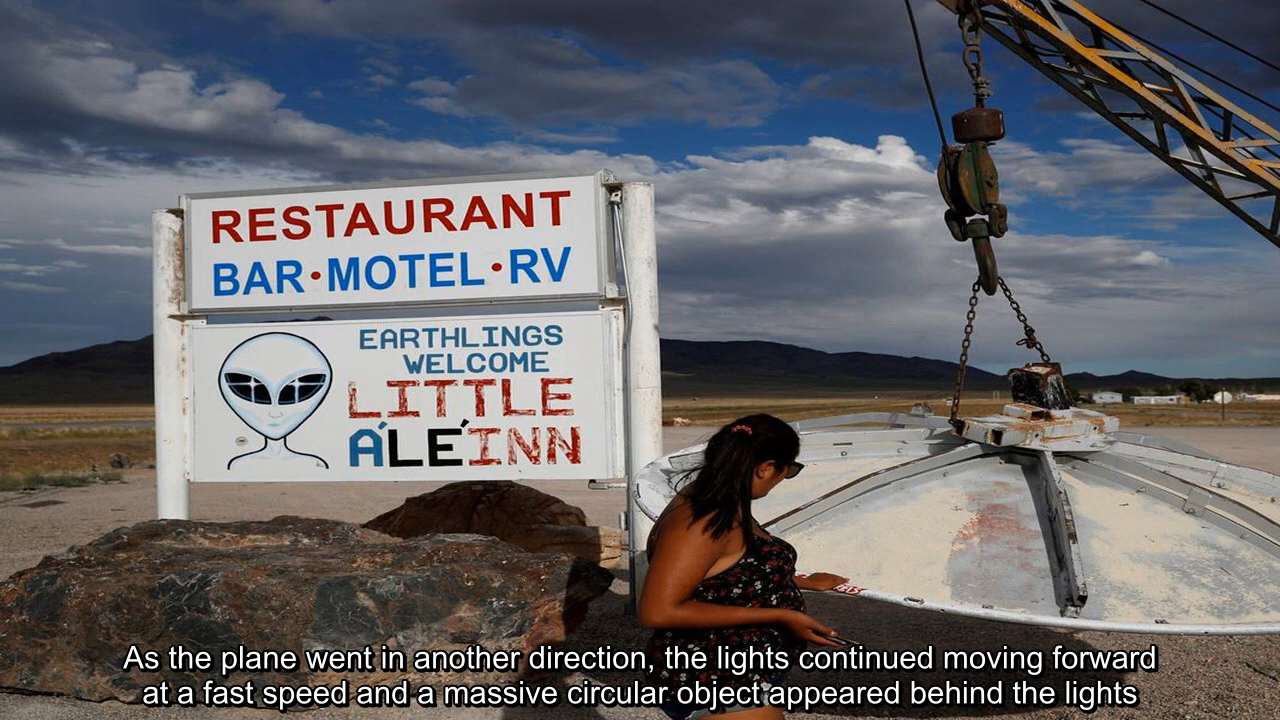 RESTAURANT
BAR·MOTEL·RV
EARTHLINGS
WELCOME
LITTLE
A'LE'INN
As the plane went in another direction, the lights continued moving forward
at a fast speed and a massive circular object appeared behind the lights